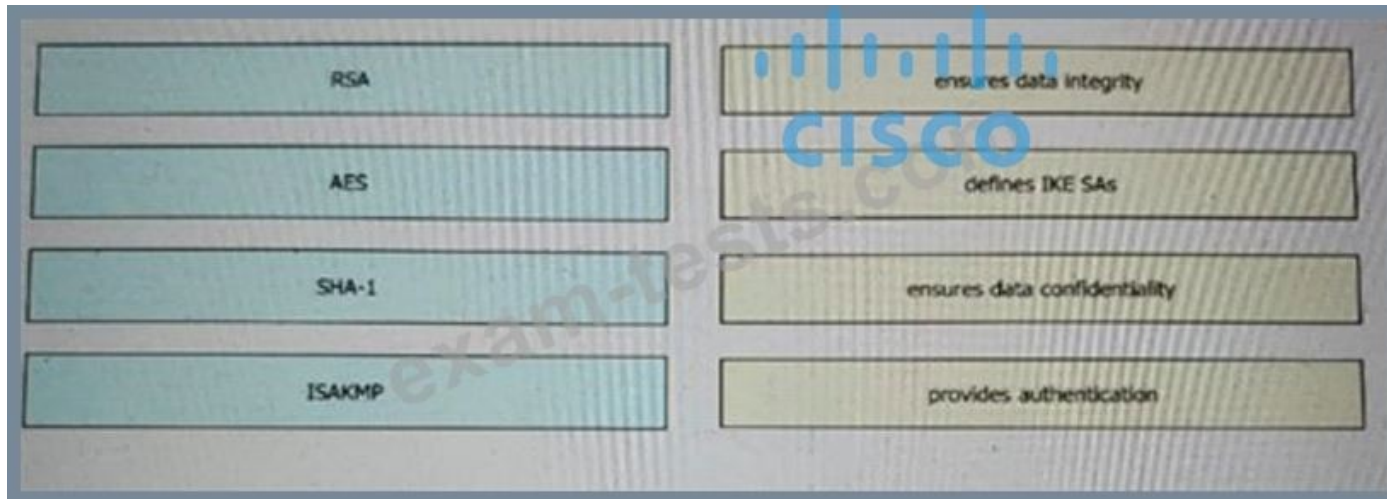 RSA
ensures data integrity
CISCO
AES
defines IKE SAs
SHA-1
ensures data confidentiality
exam-tests.com
ISAKMP
provides authentication